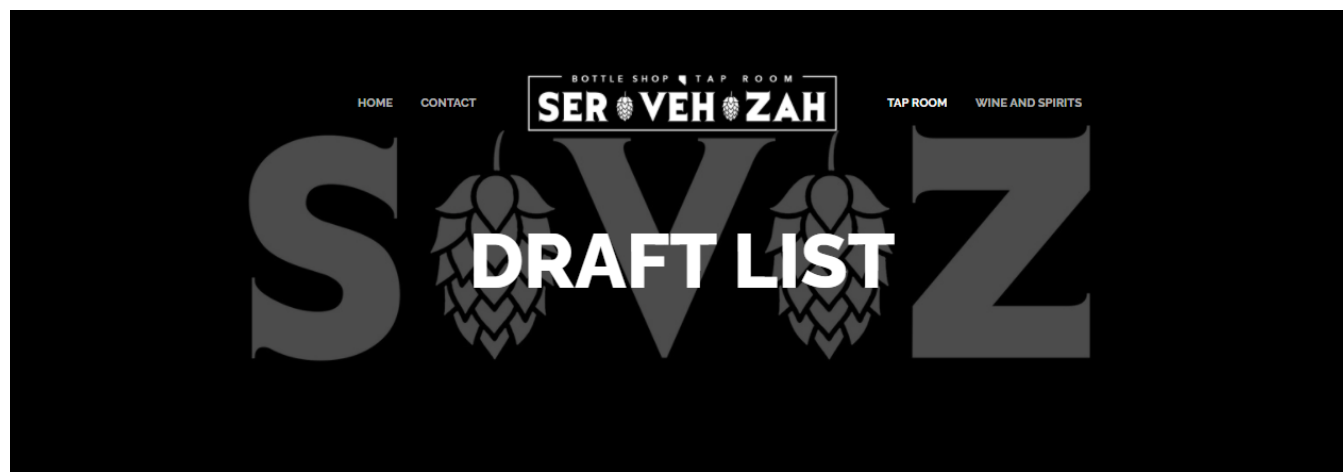 BOTTLE SHOP TAP ROOM
HOME CONTACT SER VEH ZAH TAP ROOM WINE AND SPIRITS
S V Z
DRAFT LIST